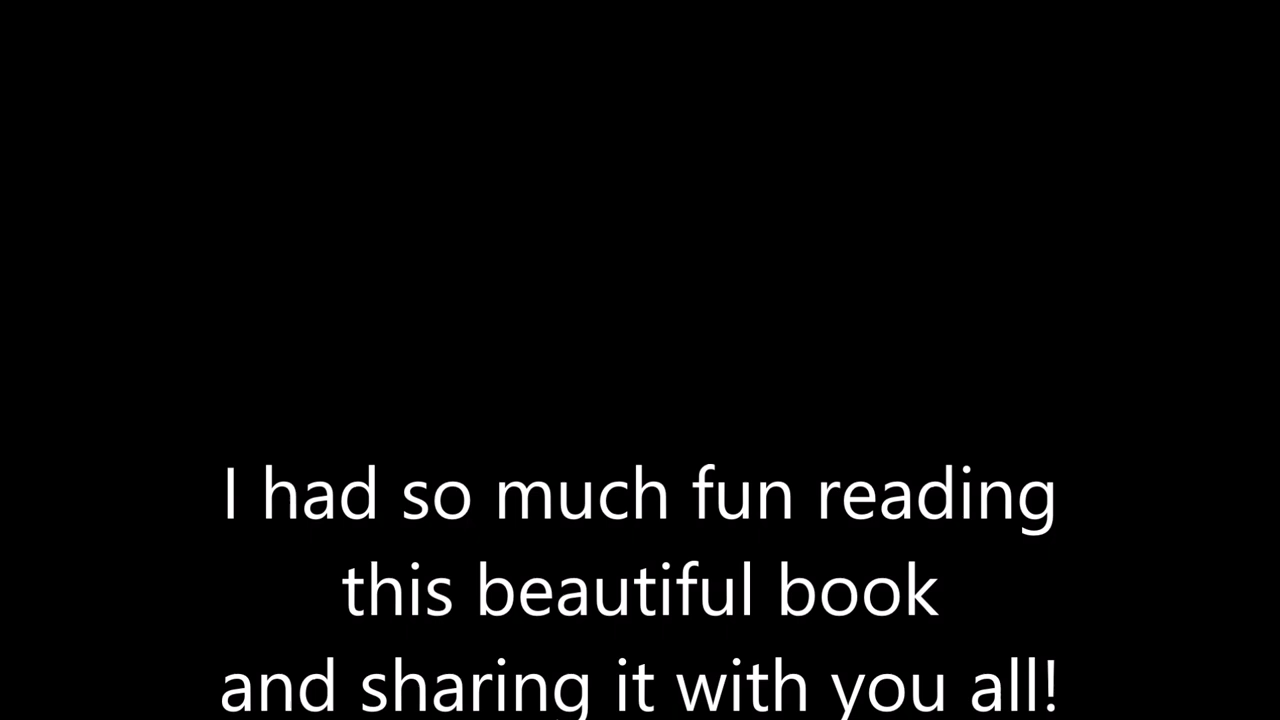 I had so much fun reading
this beautiful book
and sharing it with you all!